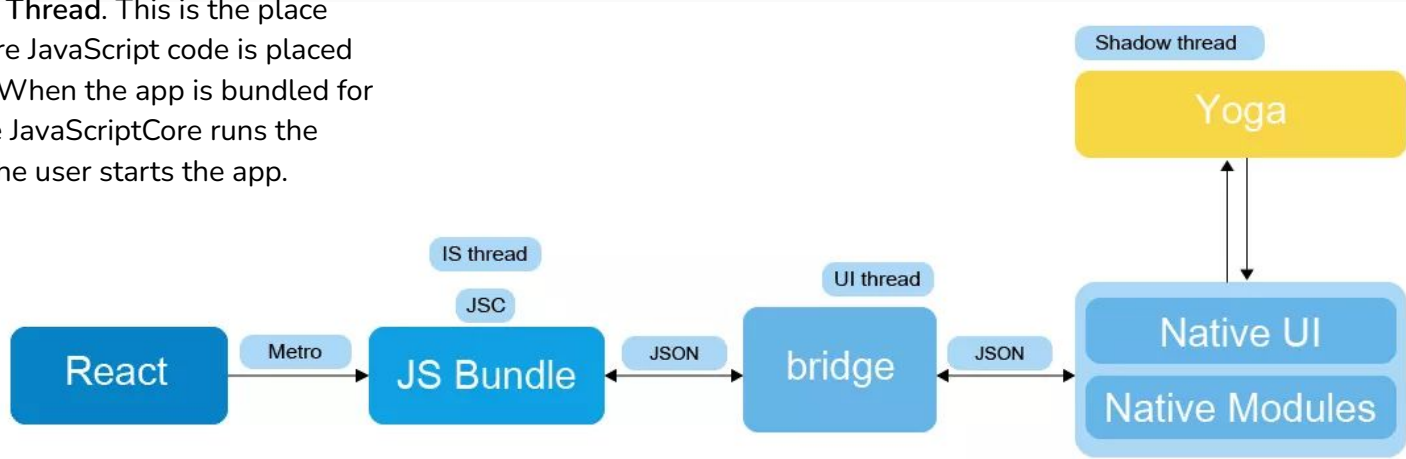 Thread. This is the place
re JavaScript code is placed
When the app is bundled for
e JavaScriptCore runs the
ne user starts the app.
Shadow thread
Yoga
IS thread
JSC
UI thread
React
Metro
JS Bundle
JSON
bridge
JSON
Native UI
Native Modules